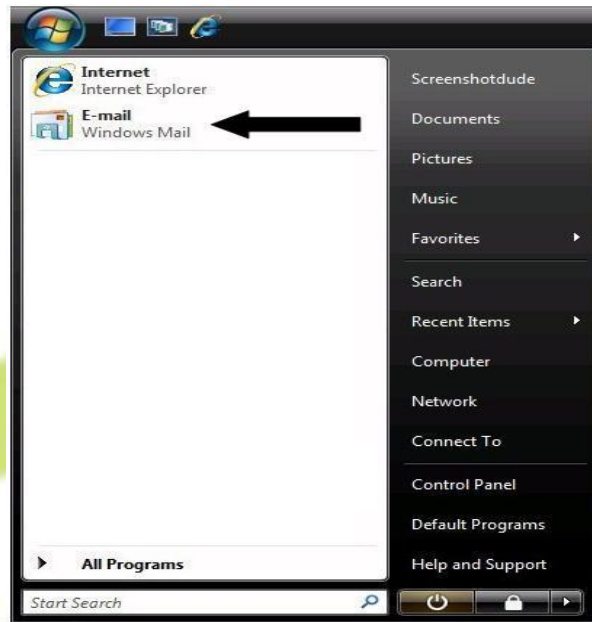 Internet
Internet Explorer
E-mail
Windows Mail
All Programs
Start Search
Screenshotdude
Documents
Pictures
Music
Favorites
Search
Recent Items
Computer
Network
Connect To
Control Panel
Default Programs
Help and Support